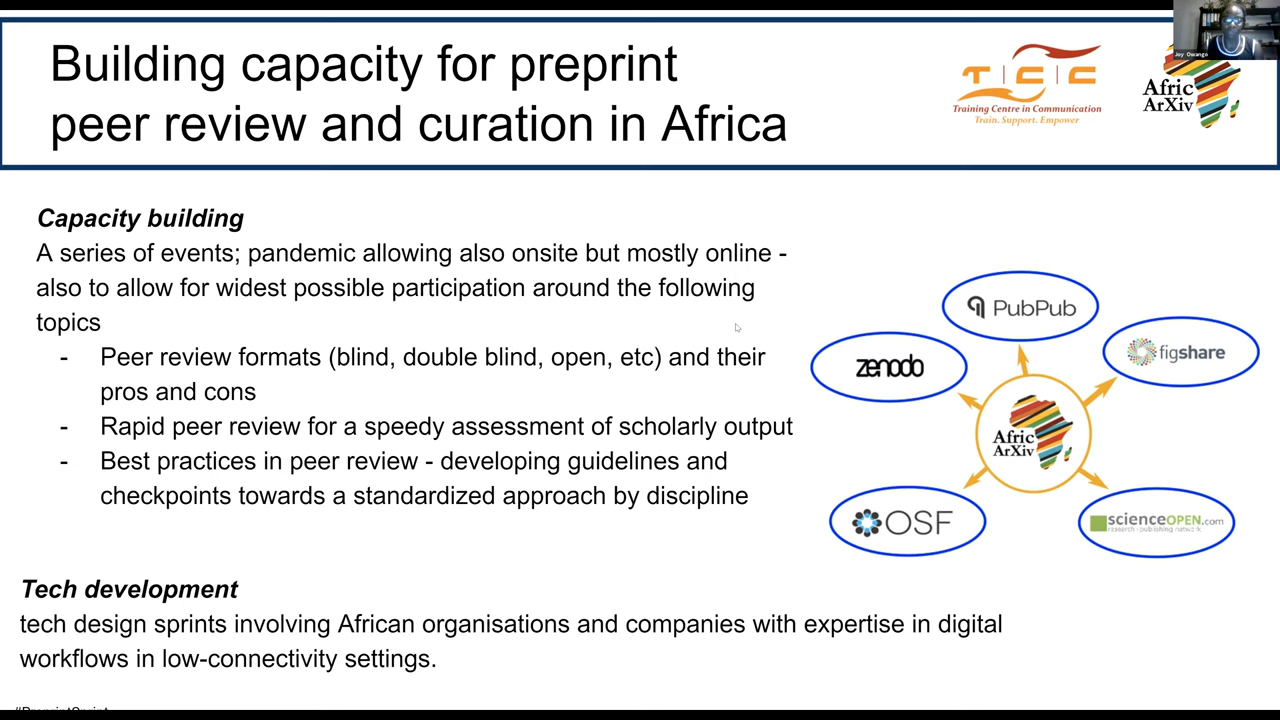 Building capacity for preprint
peer review and curation in Africa
T C C
Training Centre in Communication
Train. Support. Empower
Afric
ArXiv
Joy Owango
Capacity building
A series of events; pandemic allowing also onsite but mostly online -
also to allow for widest possible participation around the following
topics
- Peer review formats (blind, double blind, open, etc) and their
pros and cons
- Rapid peer review for a speedy assessment of scholarly output
- Best practices in peer review - developing guidelines and
checkpoints towards a standardized approach by discipline
PubPub
zenodo
figshare
Afric
ArXiv
OSF
scienceOPEN.com
research+publishing network
Tech development
tech design sprints involving African organisations and companies with expertise in digital
workflows in low-connectivity settings.
#PreprintSprint